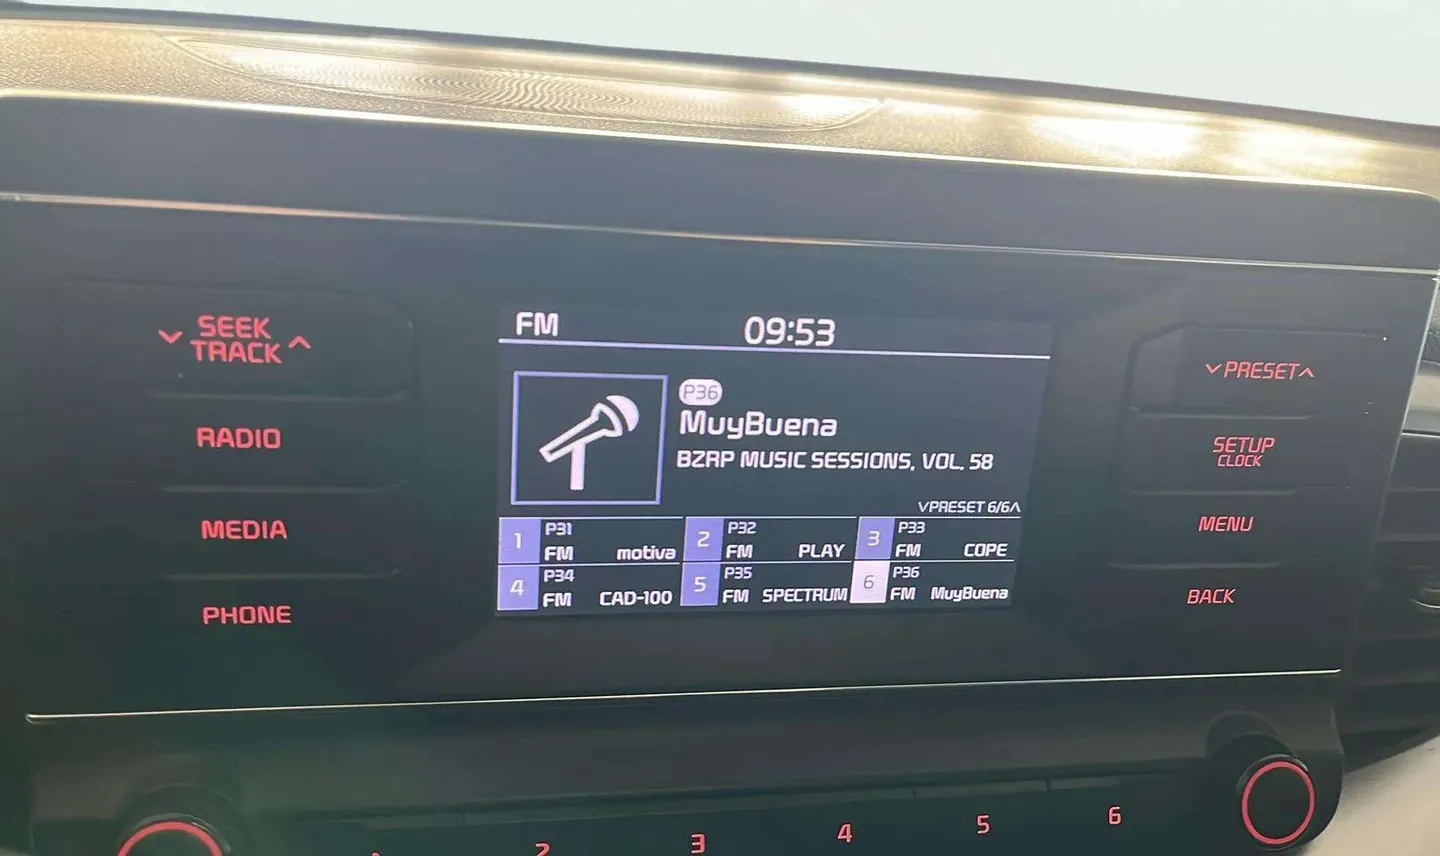 SEEK
TRACK
RADIO
MEDIA
PHONE
FM 09:53
P36
MuyBuena
BZRP MUSIC SESSIONS, VOL. 58
PRESET 6/6
1 P31 FM motiva
2 P32 FM PLAY
3 P33 FM COPE
4 P34 FM CAD-100
5 P35 FM SPECTRUM
6 P36 FM MuyBuena
PRESET
SETUP
CLOCK
MENU
BACK
2 3 4 5 6